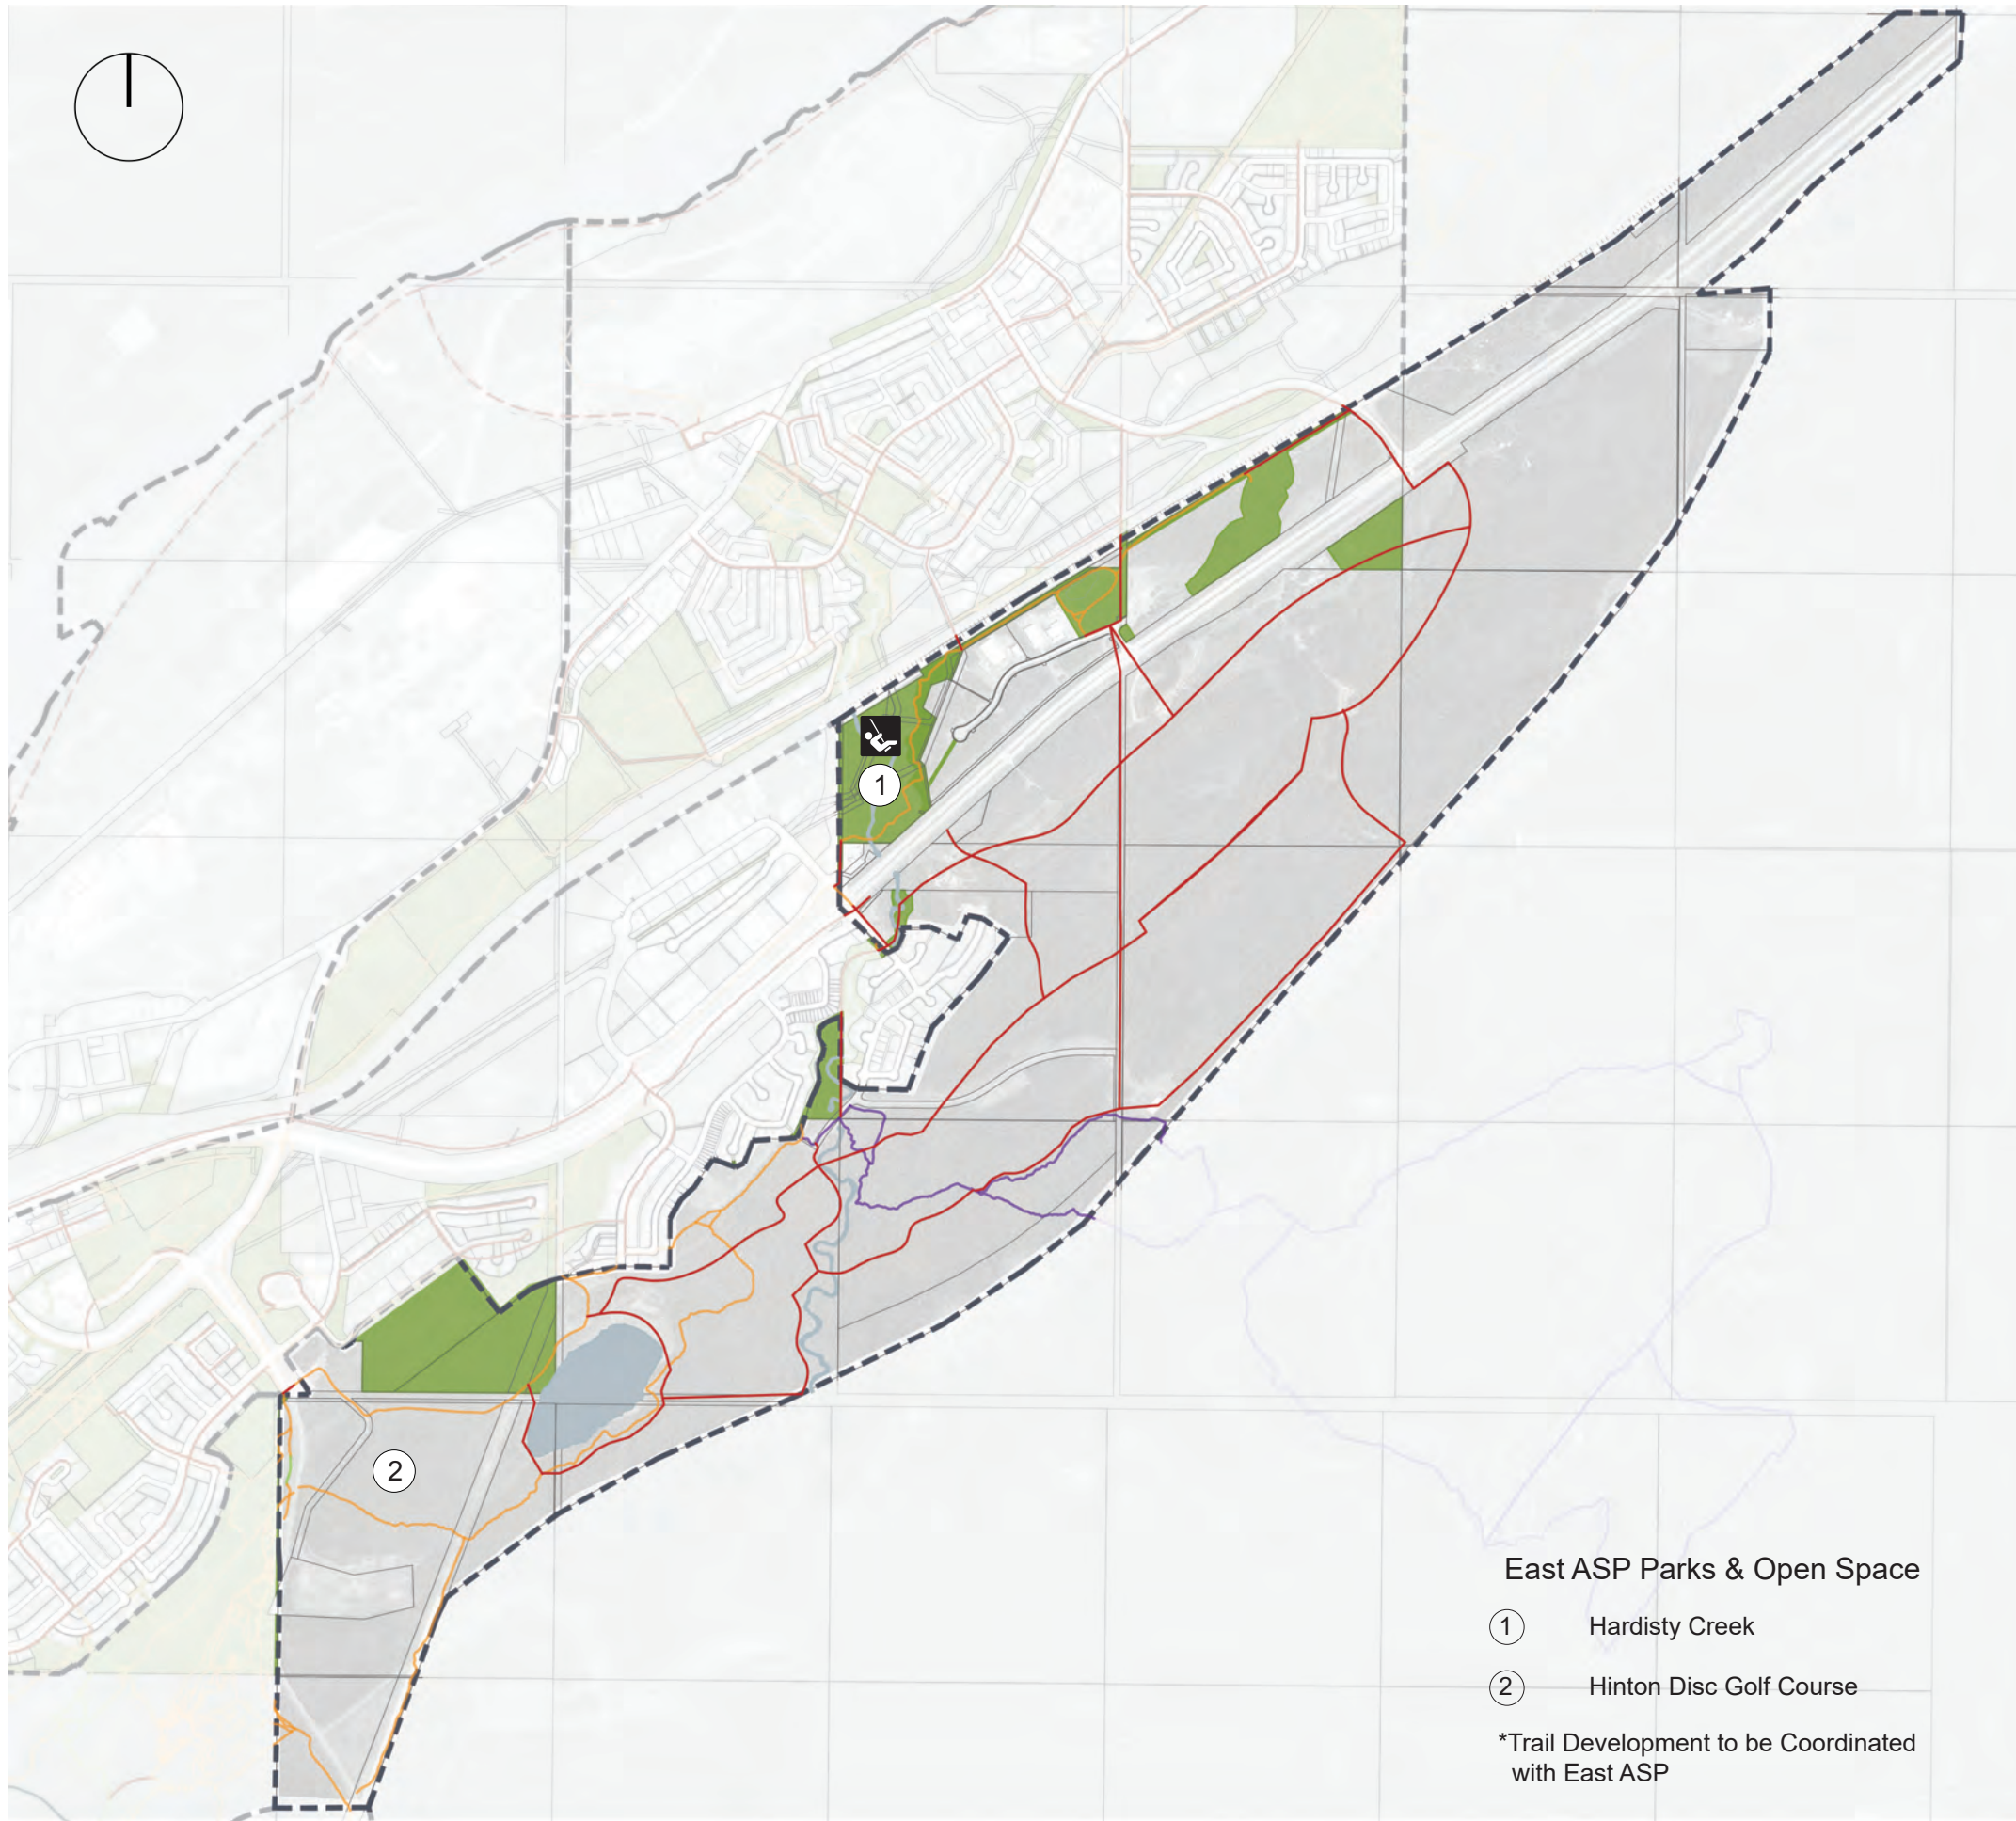 1
2
East ASP Parks & Open Space
1 Hardisty Creek
2 Hinton Disc Golf Course
*Trail Development to be Coordinated
with East ASP